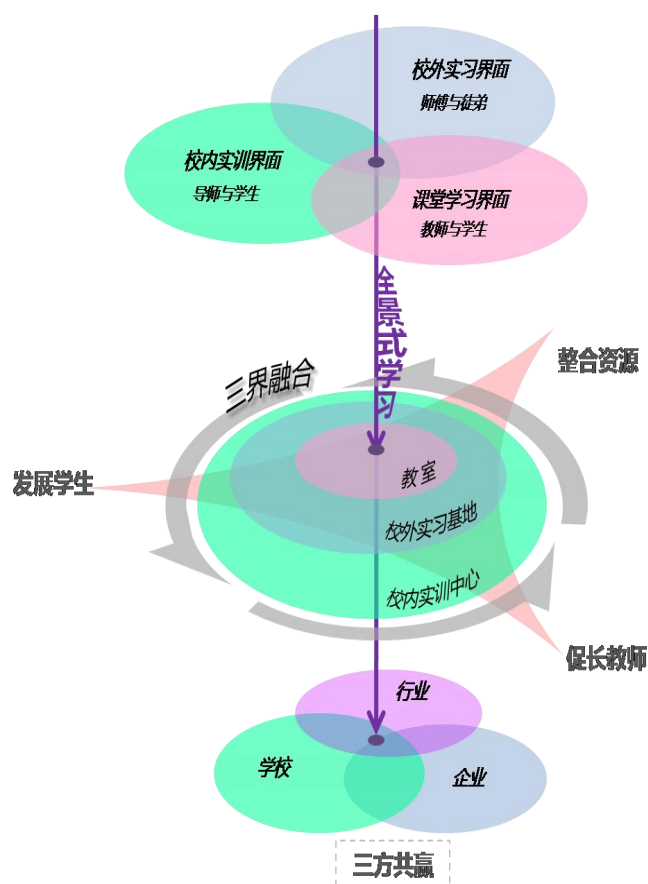 校外实习界面
师傅与徒弟
校内实训界面
导师与学生
课堂学习界面
教师与学生
全景式学习
整合资源
三界融合
教室
发展学生
校外实习基地
校内实训中心
促长教师
行业
学校
企业
三方共赢